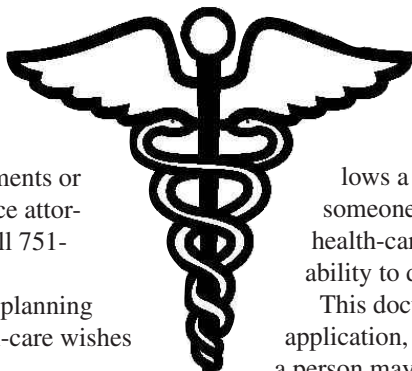 ments or
ce attor-
ll 751-
planning
-care wishes
lows a
someone
health-car
ability to
This doc
application,
a person may